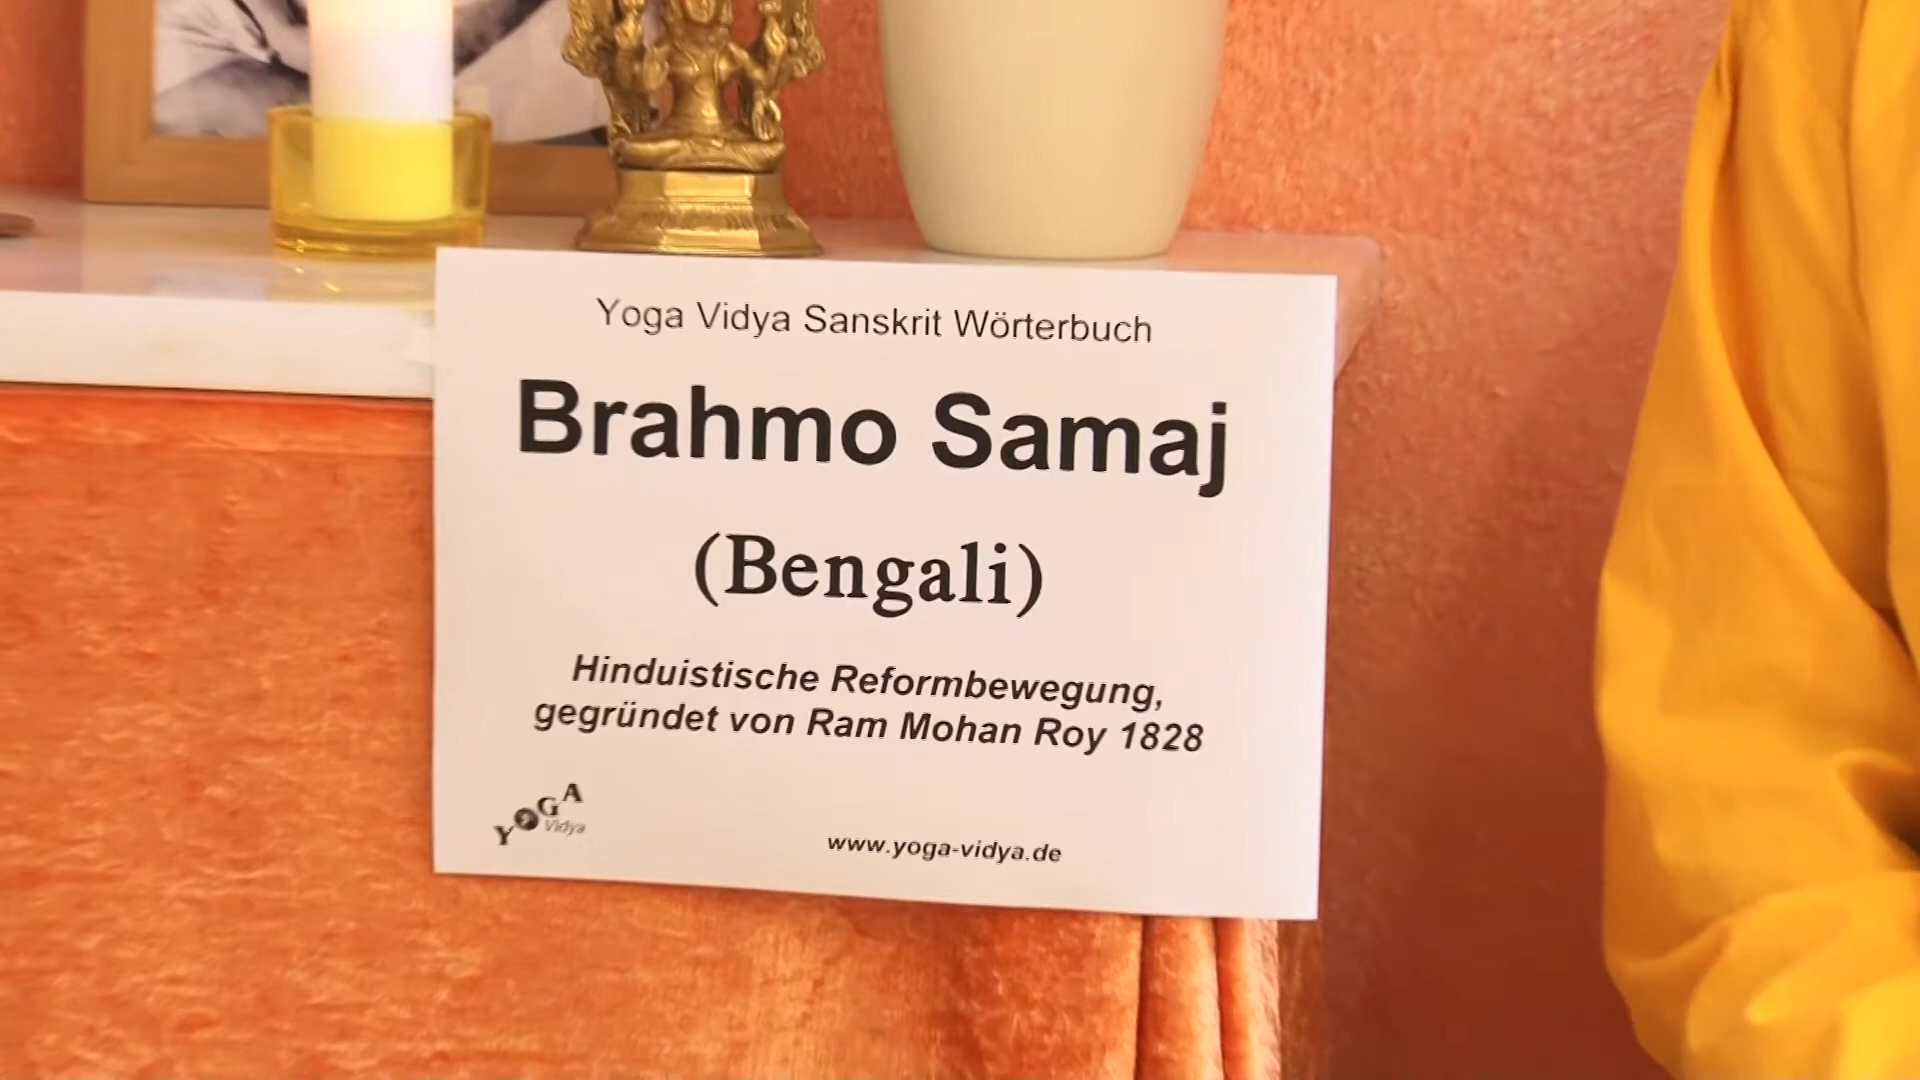 Yoga Vidya Sanskrit Wörterbuch
Brahmo Samaj
(Bengali)
Hinduistische Reformbewegung,
gegründet von Ram Mohan Roy 1828
YOGA
Vidya
www.yoga-vidya.de